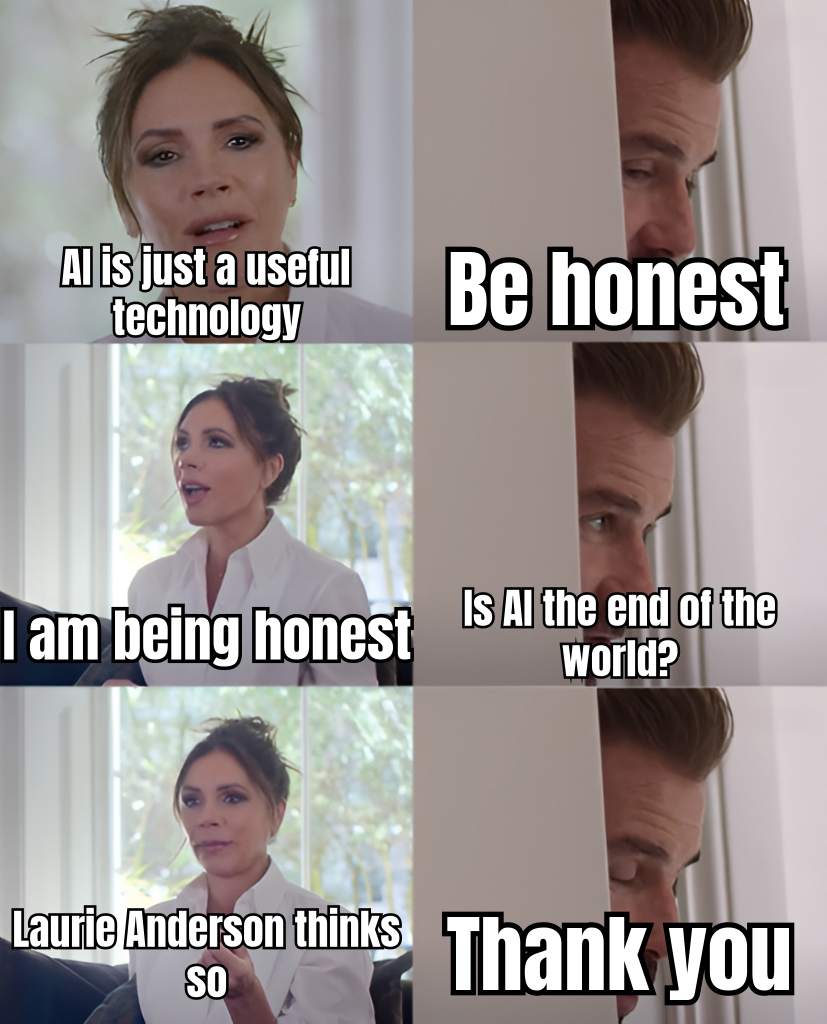 AI is just a useful
technology
Be honest
I am being honest
Is AI the end of the
world?
Laurie Anderson thinks
so
Thank you